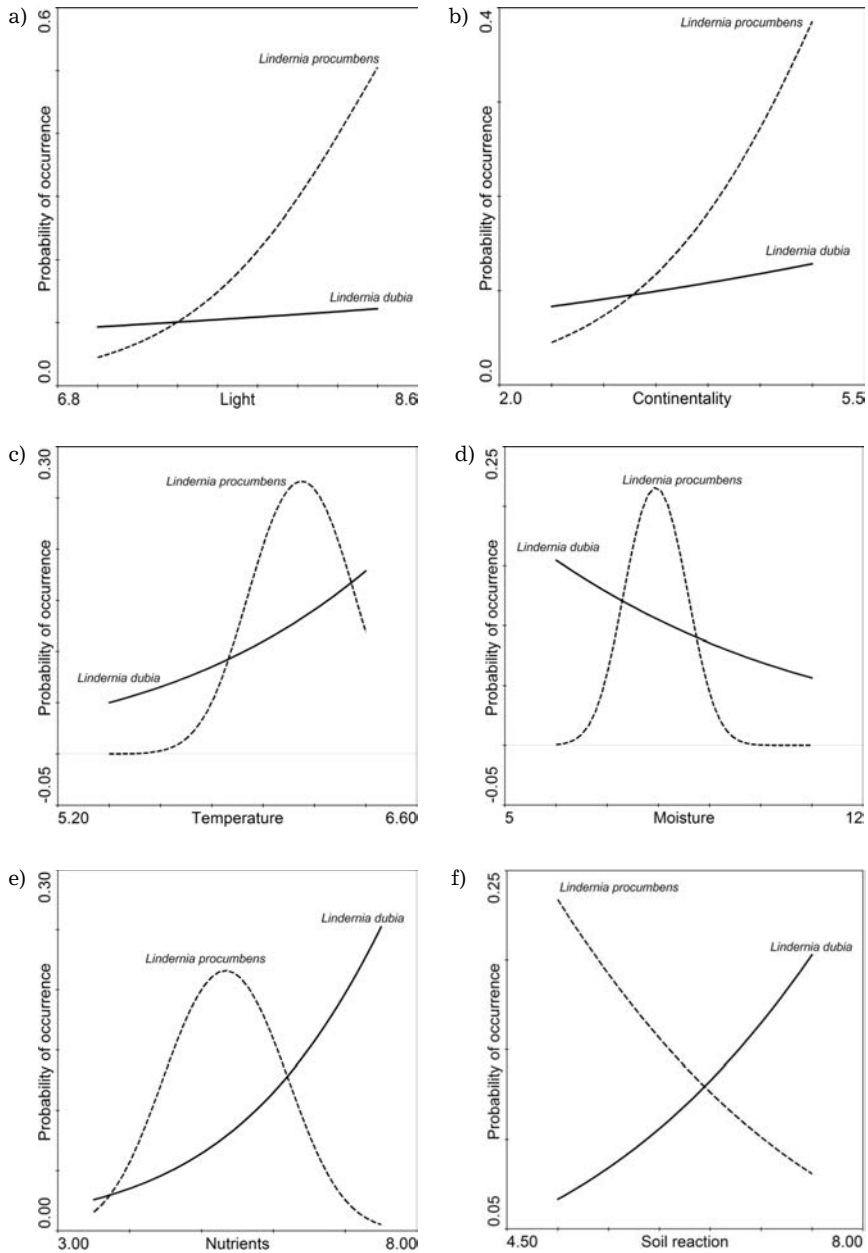 a)
0.6
Lindernia procumbens
Lindernia dubia
Probability of occurrence
0.0
6.8
Light
8.6
b)
0.4
Lindernia procumbens
Lindernia dubia
Probability of occurrence
0.0
2.0
Continentality
5.5
c)
0.30
Lindernia procumbens
Lindernia dubia
Probability of occurrence
-0.05
5.20
Temperature
6.60
d)
0.25
Lindernia procumbens
Lindernia dubia
Probability of occurrence
-0.05
5
Moisture
12
e)
0.30
Lindernia dubia
Lindernia procumbens
Probability of occurrence
0.00
3.00
Nutrients
8.00
f)
0.25
Lindernia procumbens
Lindernia dubia
Probability of occurrence
0.05
4.50
Soil reaction
8.00